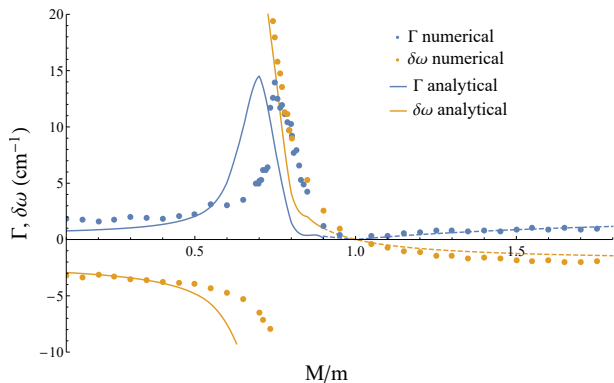 20
15
10
5
0
-5
-10
0.5
1.0
1.5
Γ, δω (cm⁻¹)
M/m
Γ numerical
δω numerical
Γ analytical
δω analytical